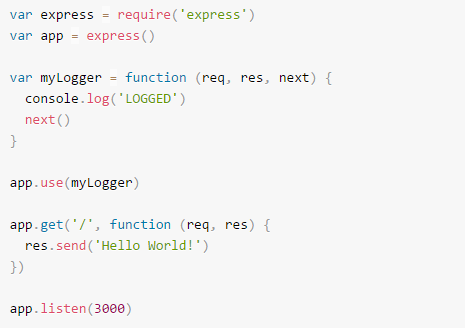 var express = require('express')
var app = express()
var myLogger = function (req, res, next) {
  console.log('LOGGED')
  next()
}
app.use(myLogger)
app.get('/', function (req, res) {
  res.send('Hello World!')
})
app.listen(3000)